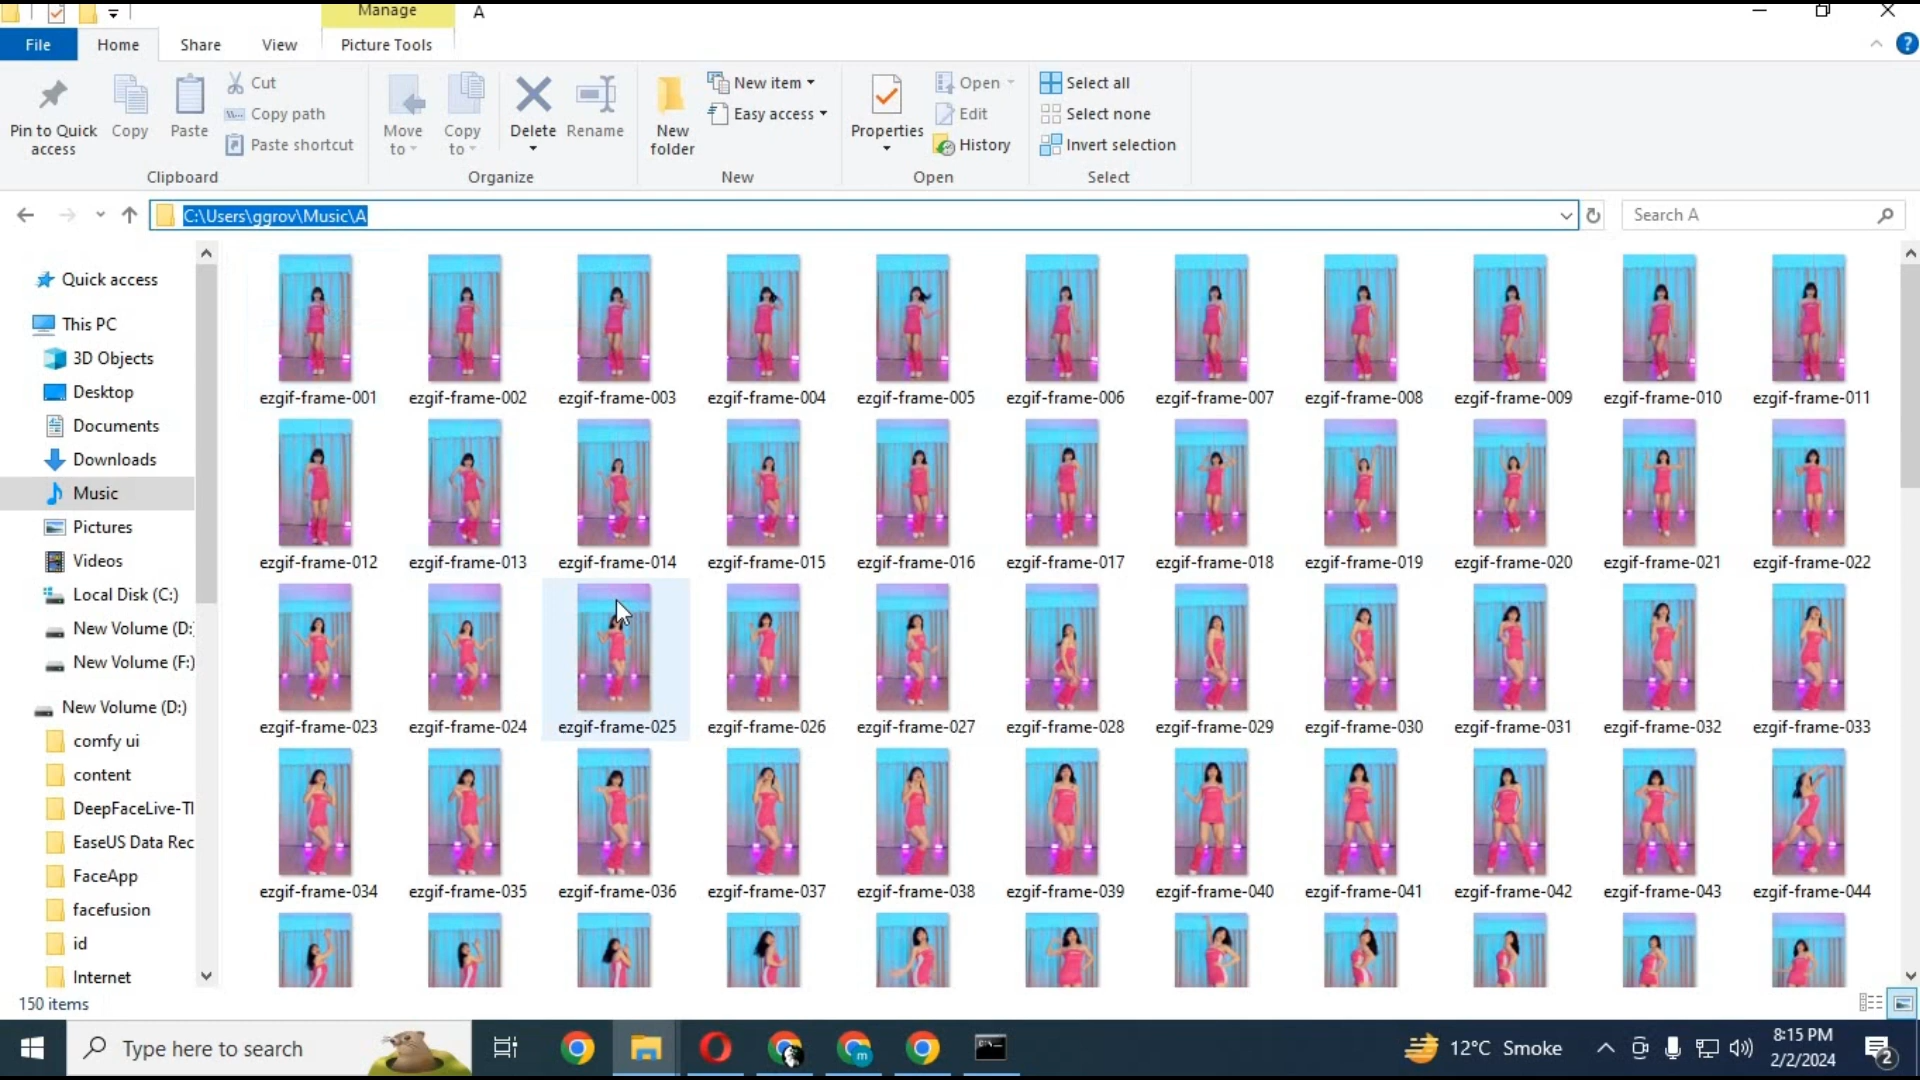 Manage
A
File
Home
Share
View
Picture Tools
Pin to Quick access
Copy
Paste
Cut
Copy path
Paste shortcut
Clipboard
Move to
Copy to
Delete
Rename
Organize
New folder
New item
Easy access
New
Properties
Open
Edit
History
Open
Select all
Select none
Invert selection
Select
C:\Users\ggrov\Music\A
Search A
Quick access
This PC
3D Objects
Desktop
Documents
Downloads
Music
Pictures
Videos
Local Disk (C:)
New Volume (D:)
New Volume (F:)
New Volume (D:)
comfy ui
content
DeepFaceLive-Tl
EaseUS Data Rec
FaceApp
facefusion
id
Internet
ezgif-frame-001 ezgif-frame-002 ezgif-frame-003 ezgif-frame-004 ezgif-frame-005 ezgif-frame-006 ezgif-frame-007 ezgif-frame-008 ezgif-frame-009 ezgif-frame-010 ezgif-frame-011
ezgif-frame-012 ezgif-frame-013 ezgif-frame-014 ezgif-frame-015 ezgif-frame-016 ezgif-frame-017 ezgif-frame-018 ezgif-frame-019 ezgif-frame-020 ezgif-frame-021 ezgif-frame-022
ezgif-frame-023 ezgif-frame-024 ezgif-frame-025 ezgif-frame-026 ezgif-frame-027 ezgif-frame-028 ezgif-frame-029 ezgif-frame-030 ezgif-frame-031 ezgif-frame-032 ezgif-frame-033
ezgif-frame-034 ezgif-frame-035 ezgif-frame-036 ezgif-frame-037 ezgif-frame-038 ezgif-frame-039 ezgif-frame-040 ezgif-frame-041 ezgif-frame-042 ezgif-frame-043 ezgif-frame-044
150 items
Type here to search
12°C Smoke
8:15 PM
2/2/2024
2